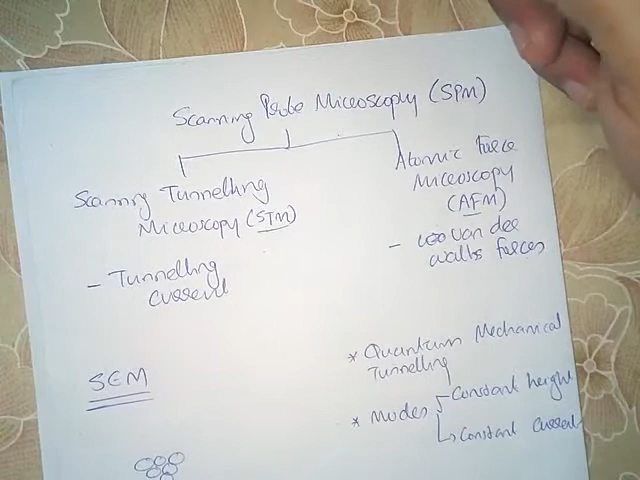 Scanning Probe Microscopy (SPM)
Scanning Tunnelling
Microscopy (STM)
- Tunnelling
current
Atomic Force
Microscopy
(AFM)
- van der
walls forces
SEM
* Quantum Mechanical
Tunnelling
* Modes
Constant height
Constant current